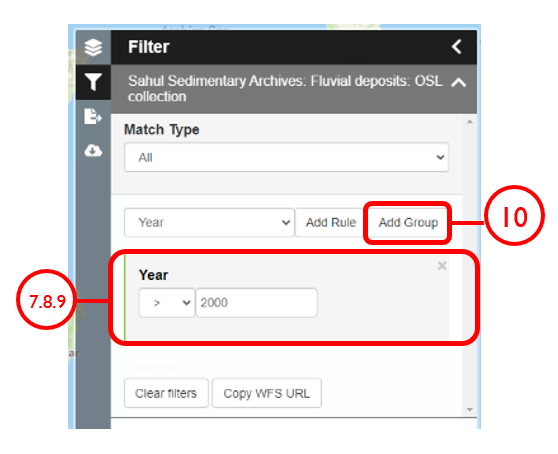 Filter
Sahul Sedimentary Archives: Fluvial deposits: OSL
collection
Match Type
All
Year
Add Rule
Add Group
10
Year
>
2000
×
7.8.9
ar
Clear filters
Copy WFS URL